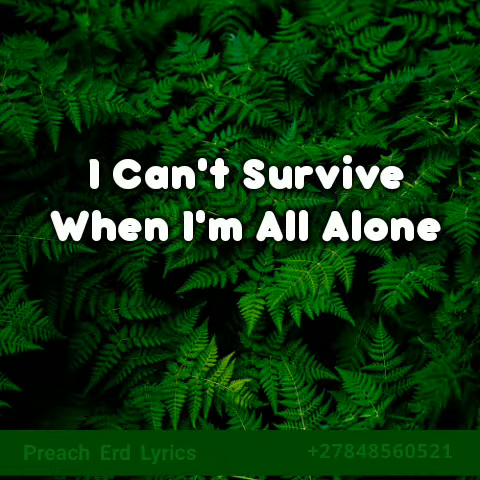 I Can't Survive
When I'm All Alone
Preach Erd Lyrics +27848560521